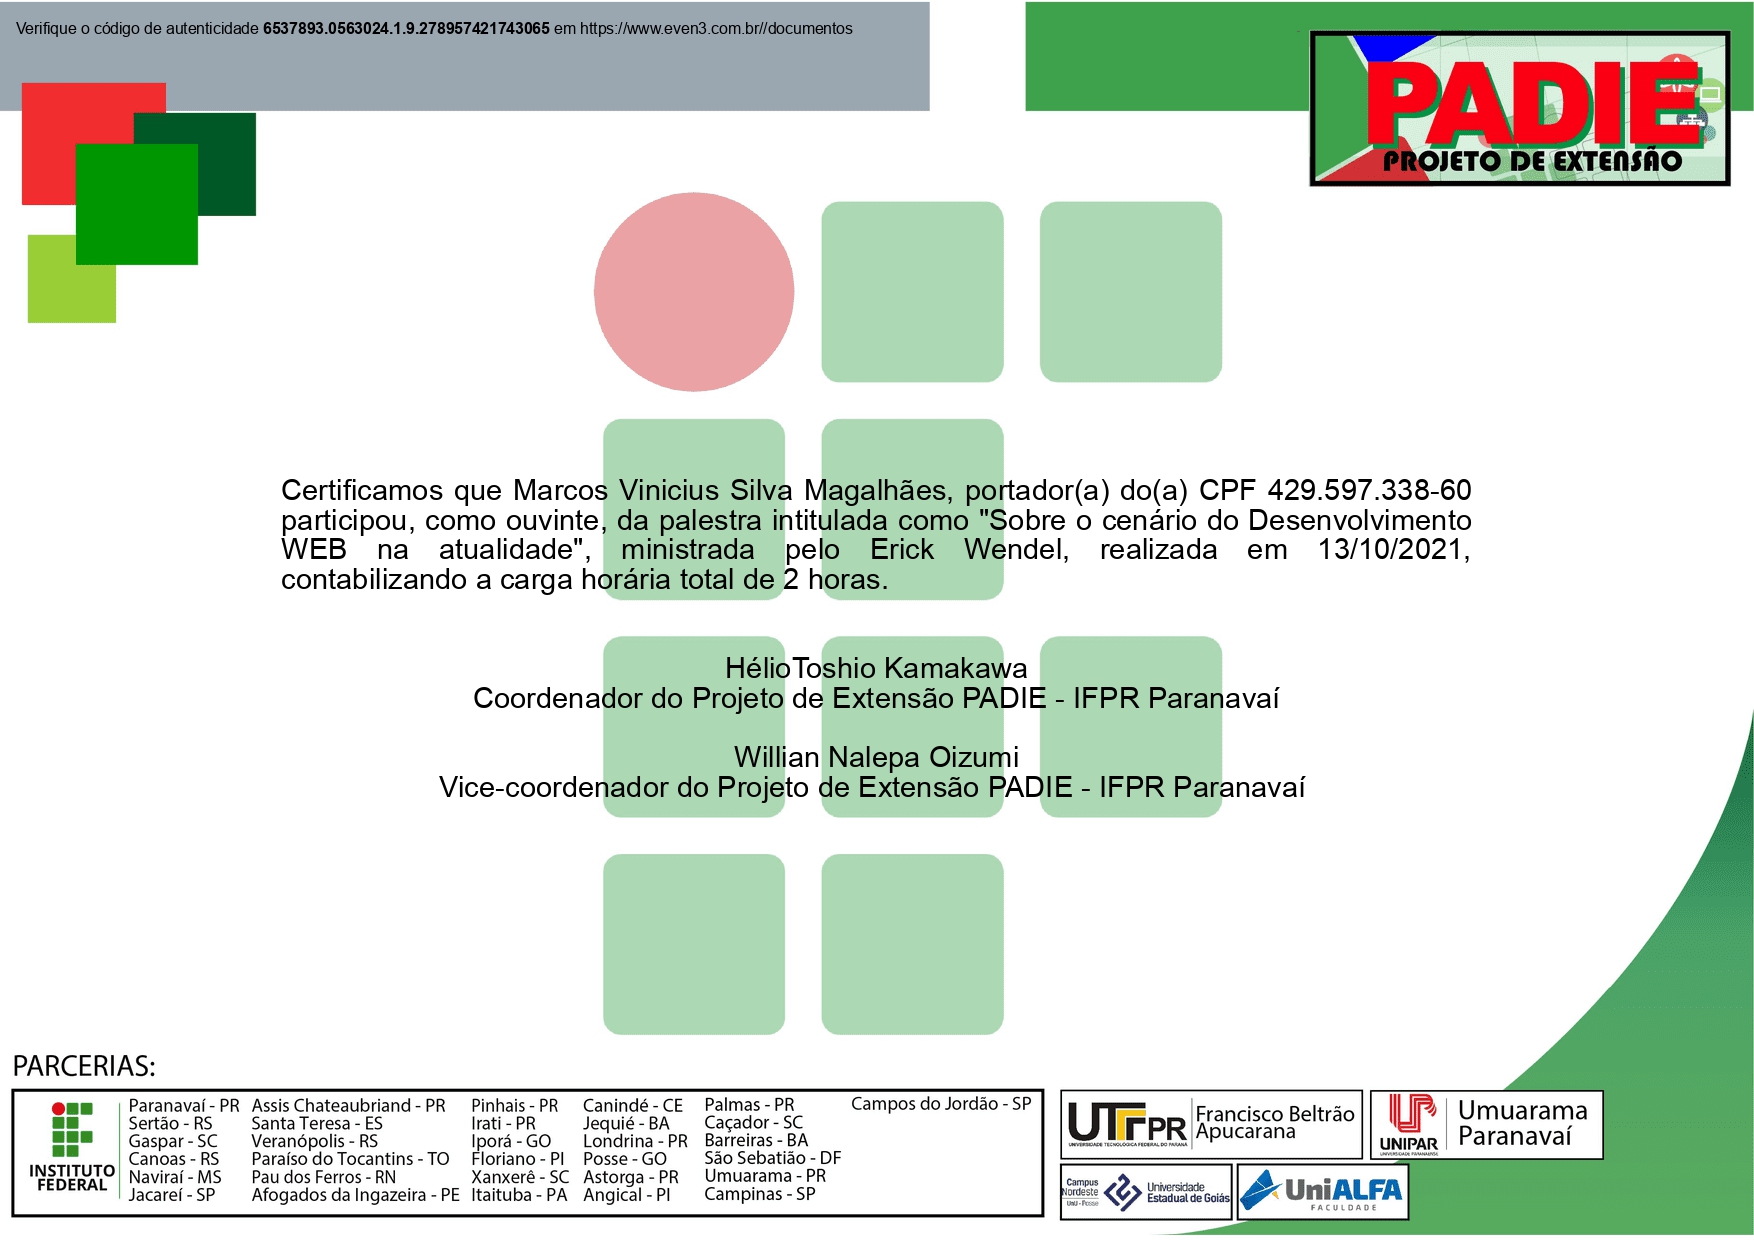 Verifique o código de autenticidade 6537893.0563024.1.9.278957421743065 em https://www.even3.com.br//documentos
PADIE
PROJETO DE EXTENSÃO
Certificamos que Marcos Vinicius Silva Magalhães, portador(a) do(a) CPF 429.597.338-60
participou, como ouvinte, da palestra intitulada como "Sobre o cenário do Desenvolvimento
WEB na atualidade", ministrada pelo Erick Wendel, realizada em 13/10/2021,
contabilizando a carga horária total de 2 horas.
HélioToshio Kamakawa
Coordenador do Projeto de Extensão PADIE - IFPR Paranavaí
Willian Nalepa Oizumi
Vice-coordenador do Projeto de Extensão PADIE - IFPR Paranavaí
PARCERIAS:
INSTITUTO
FEDERAL
Paranavaí - PR
Sertão - RS
Gaspar - SC
Canoas - RS
Naviraí - MS
Jacareí - SP
Assis Chateaubriand - PR
Santa Teresa - ES
Veranópolis - RS
Paraíso do Tocantins - TO
Pau dos Ferros - RN
Afogados da Ingazeira - PE
Pinhais - PR
Irati - PR
Iporá - GO
Floriano - PI
Xanxerê - SC
Itaituba - PA
Canindé - CE
Jequié - BA
Londrina - PR
Posse - GO
Astorga - PR
Angical - PI
Palmas - PR
Caçador - SC
Barreiras - BA
São Sebatião - DF
Umuarama - PR
Campinas - SP
Campos do Jordão - SP
UTFPR
UNIVERSIDADE TECNOLÓGICA FEDERAL DO PARANÁ
Francisco Beltrão
Apucarana
UNIPAR
UNIVERSIDADE PARANAENSE
Umuarama
Paranavaí
Campus
Nordeste
UnU - Posse
Universidade
Estadual de Goiás
UniALFA
FACULDADE